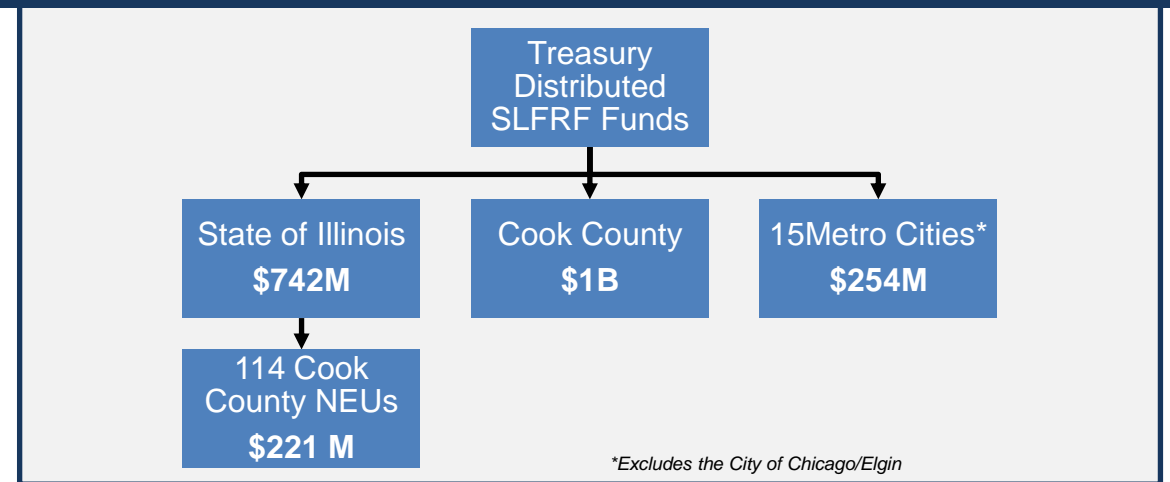 Treasury
Distributed
SLFRF Funds
State of Illinois
$742M
Cook County
$1B
15Metro Cities*
$254M
114 Cook
County NEUs
$221 M
*Excludes the City of Chicago/Elgin